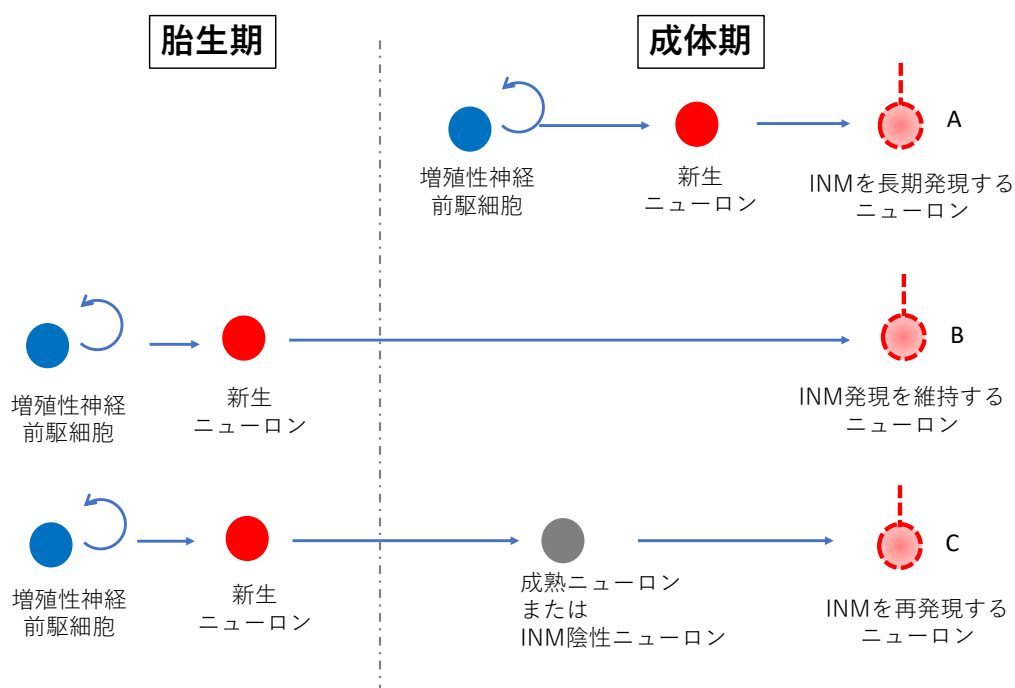 胎生期
成体期
A
増殖性神経
前駆細胞
新生
ニューロン
INMを長期発現する
ニューロン
B
増殖性神経
前駆細胞
新生
ニューロン
INM発現を維持する
ニューロン
C
増殖性神経
前駆細胞
新生
ニューロン
成熟ニューロン
または
INM陰性ニューロン
INMを再発現する
ニューロン